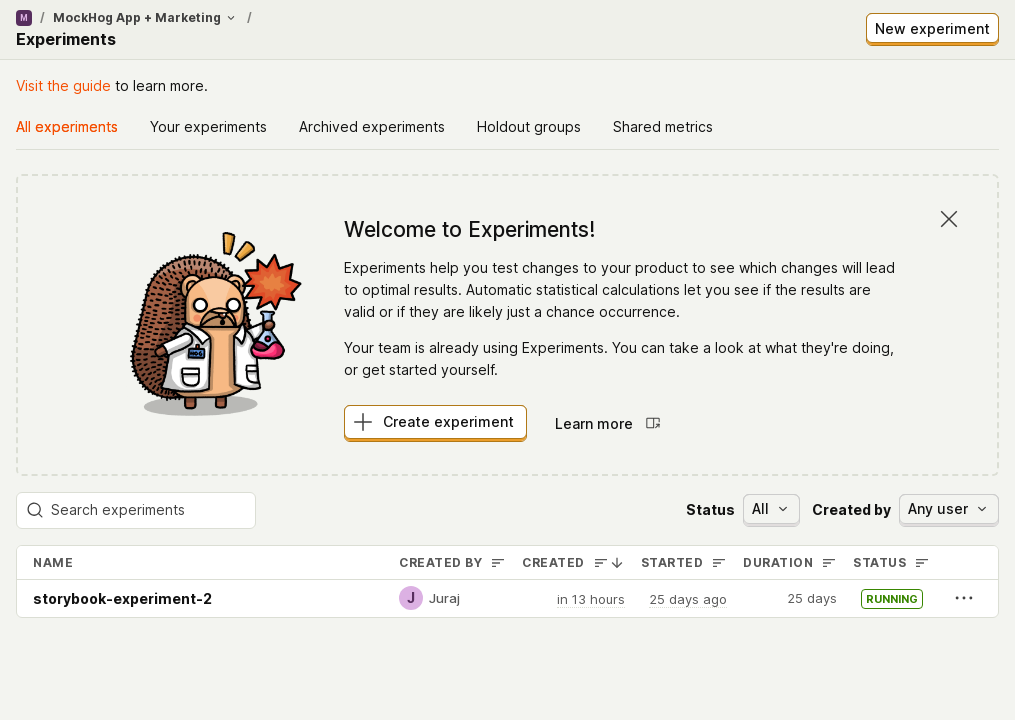 M / MockHog App + Marketing /
Experiments
New experiment
Visit the guide to learn more.
All experiments Your experiments Archived experiments Holdout groups Shared metrics
Welcome to Experiments!
Experiments help you test changes to your product to see which changes will lead
to optimal results. Automatic statistical calculations let you see if the results are
valid or if they are likely just a chance occurrence.
Your team is already using Experiments. You can take a look at what they're doing,
or get started yourself.
Create experiment Learn more
Search experiments Status All Created by Any user
NAME CREATED BY CREATED STARTED DURATION STATUS
storybook-experiment-2 J Juraj in 13 hours 25 days ago 25 days RUNNING